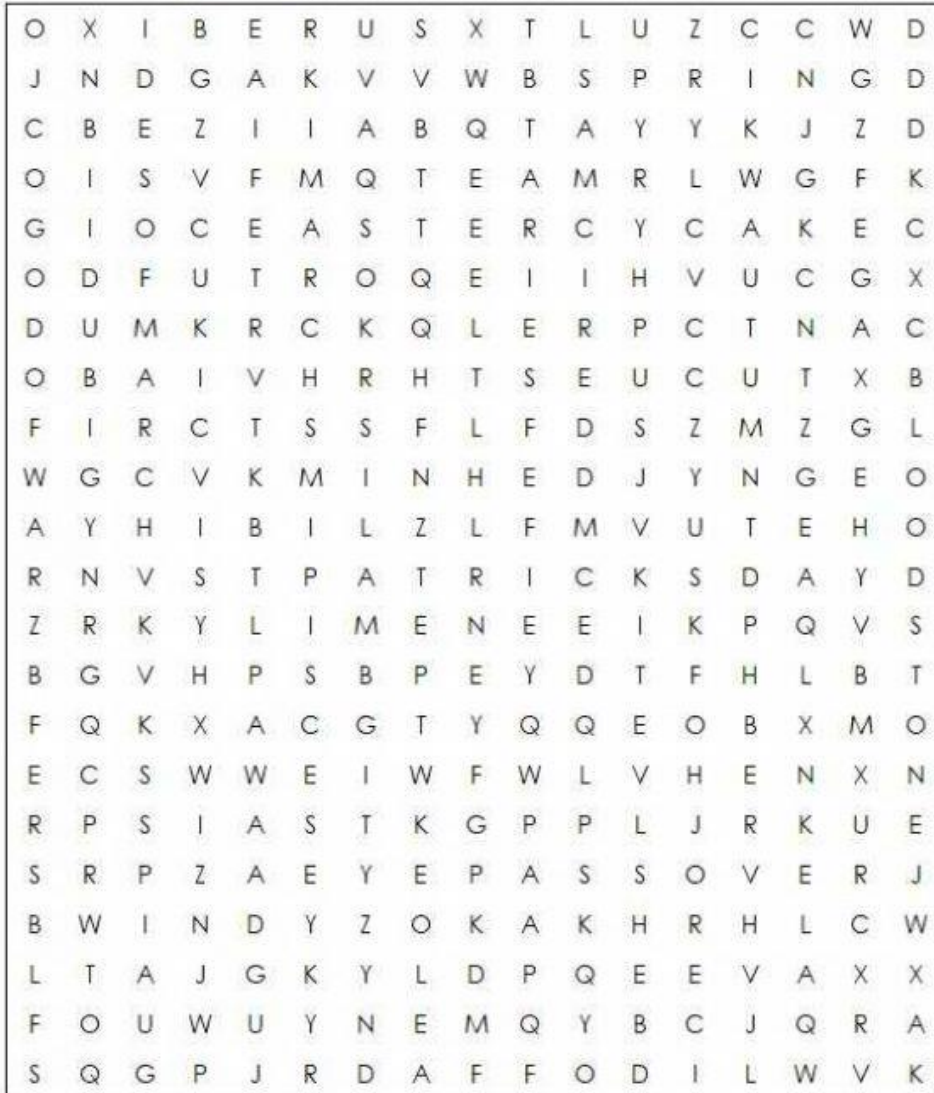 O X I B E R U S X T L U Z C C W D
J N D G A K V V W B S P R I N G D
C B E Z I I A B Q T A Y Y K J Z D
O I S V F M Q T E A M R L W G F K
G I O C E A S T E R C Y C A K E C
O D F U T R O Q E I I H V U C G X
D U M K R C K Q L E R P C T N A C
O B A I V H R H T S E U C U T X B
F I R C T S S F L F D S Z M Z G L
W G C V K M I N H E D J Y N G E O
A Y H I B I L Z L F M V U T E H O
R N V S T P A T R I C K S D A Y D
Z R K Y L I M E N E E I K P Q V S
B G V H P S B P E Y D T F H L B T
F Q K X A C G T Y Q Q E O B X M O
E C S W W E I W F W L V H E N X N
R P S I A S T K G P P L J R K U E
S R P Z A E Y E P A S S O V E R J
B W I N D Y Z O K A K H R H L C W
L T A J G K Y L D P Q E E V A X X
F O U W U Y N E M Q Y B C J Q R A
S Q G P J R D A F F O D I L W V K